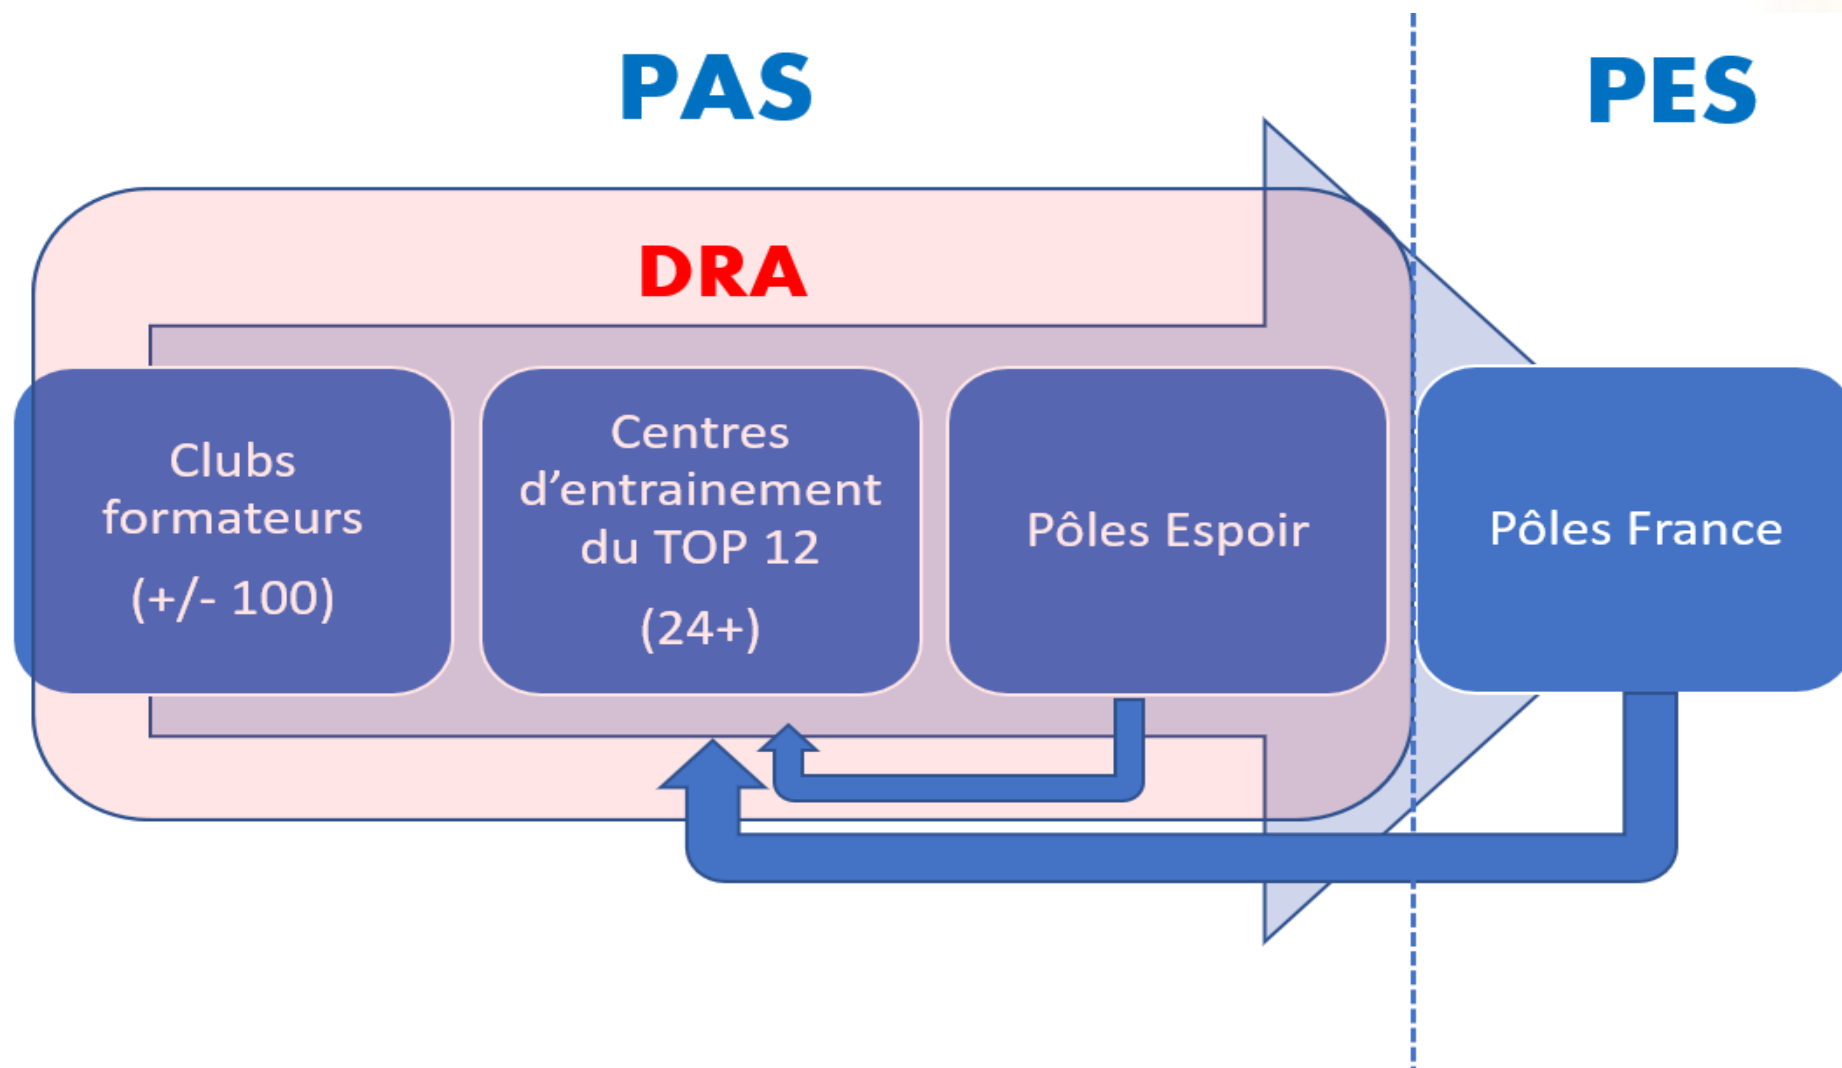 PAS
PES
DRA
Clubs
formateurs
(+/- 100)
Centres
d’entrainement
du TOP 12
(24+)
Pôles Espoir
Pôles France